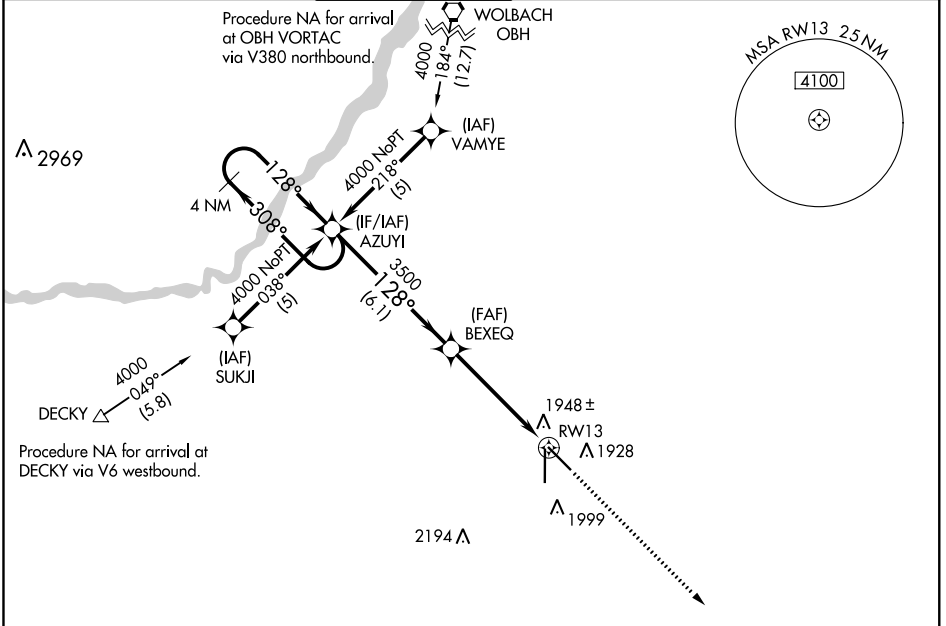 Procedure NA for arrival
at OBH VORTAC
via V380 northbound.
WOLBACH
OBH
4000
184°
(12.7)
MSA RW13 25 NM
4100
2969
(IAF)
VAMYE
4000 NoPT
218°
(5)
128°
4 NM
308°
(IF/IAF)
AZUYI
4000 NoPT
038°
(5)
3500
128°
(6.1)
(FAF)
BEXEQ
(IAF)
SUKJI
4000
049°
(5.8)
DECKY
Procedure NA for arrival at
DECKY via V6 westbound.
1948±
RW13
1928
1999
2194